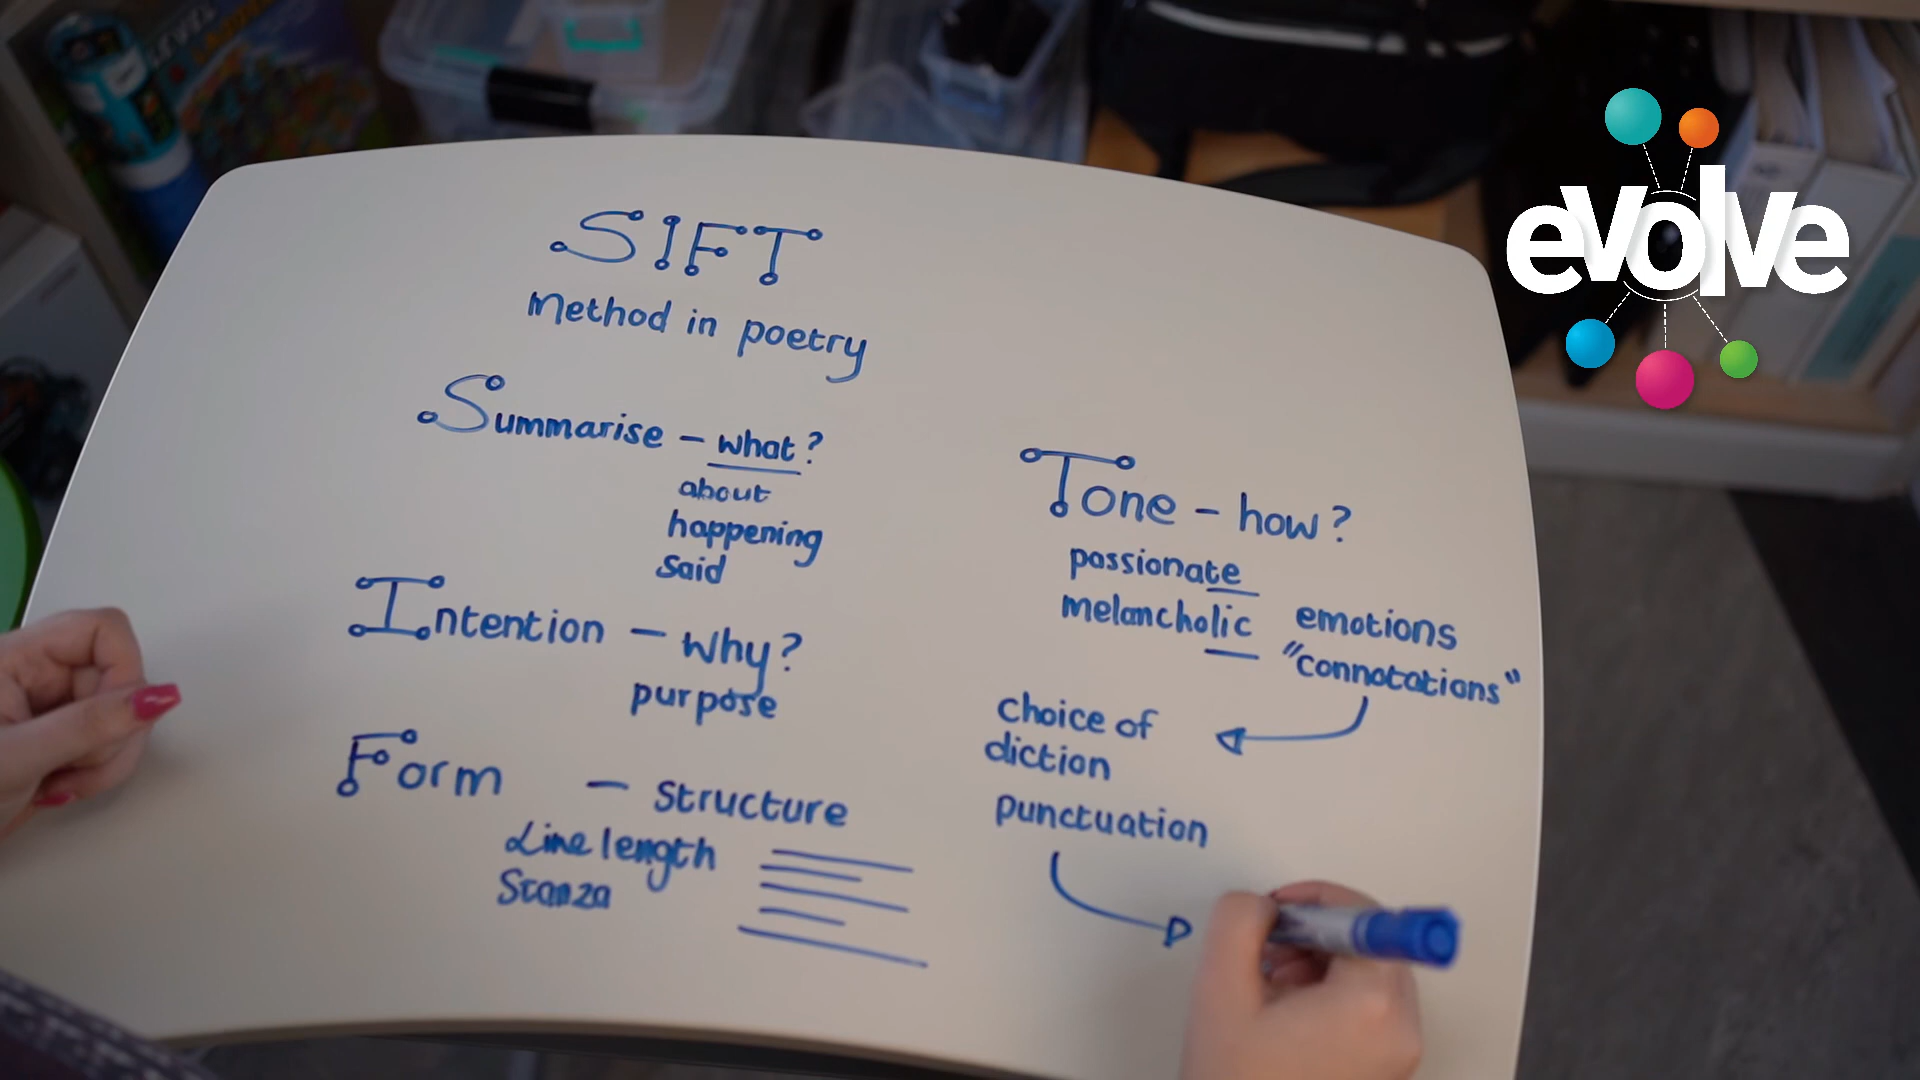 SIFT
method in poetry
Summarise – what?
about
happening
said
Intention – why?
purpose
Form – structure
Line length
Stanza
Tone – how?
passionate
melancholic
emotions
"connotations"
choice of
diction
punctuation
evolve